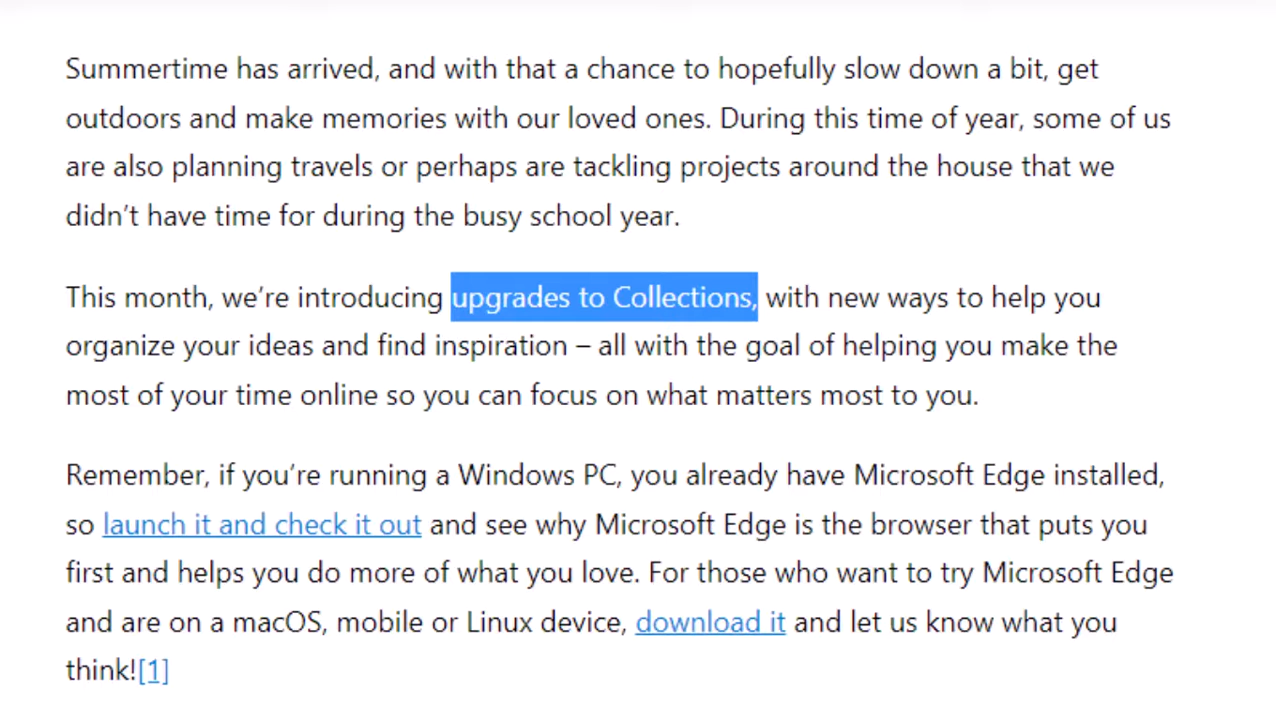 Summertime has arrived, and with that a chance to hopefully slow down a bit, get
outdoors and make memories with our loved ones. During this time of year, some of us
are also planning travels or perhaps are tackling projects around the house that we
didn’t have time for during the busy school year.
This month, we’re introducing upgrades to Collections, with new ways to help you
organize your ideas and find inspiration – all with the goal of helping you make the
most of your time online so you can focus on what matters most to you.
Remember, if you’re running a Windows PC, you already have Microsoft Edge installed,
so launch it and check it out and see why Microsoft Edge is the browser that puts you
first and helps you do more of what you love. For those who want to try Microsoft Edge
and are on a macOS, mobile or Linux device, download it and let us know what you
think![1]